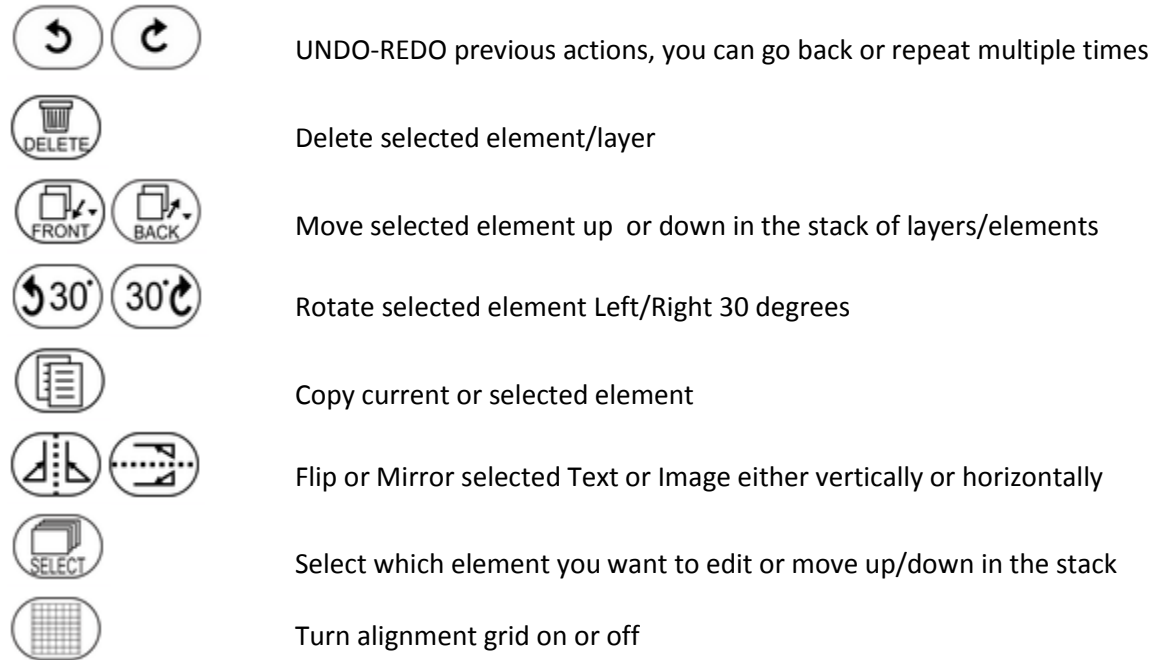 UNDO-REDO previous actions, you can go back or repeat multiple times
DELETE Delete selected element/layer
FRONT BACK Move selected element up or down in the stack of layers/elements
30° 30° Rotate selected element Left/Right 30 degrees
Copy current or selected element
Flip or Mirror selected Text or Image either vertically or horizontally
SELECT Select which element you want to edit or move up/down in the stack
Turn alignment grid on or off